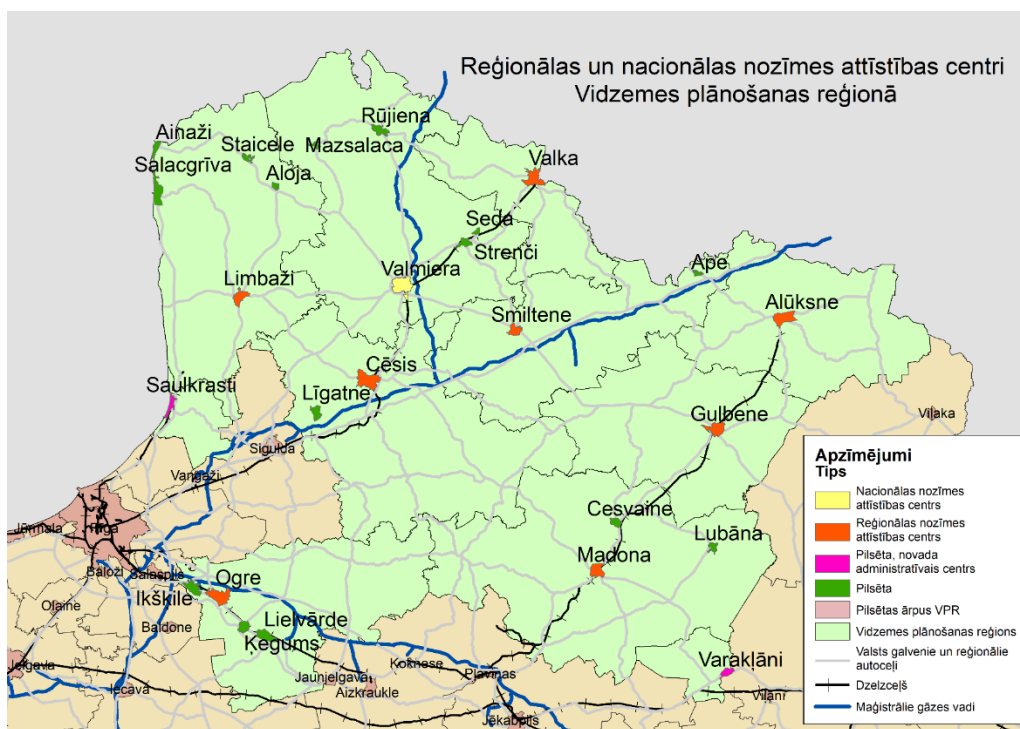 Reģionālas un nacionālas nozīmes attīstības centri
Vidzemes plānošanas reģionā
Rūjiena
Ainaži
Staicele
Mazsalaca
Valka
Salacgrīva
Aloja
Seda
Strenči
Valmiera
Ape
Limbaži
Smiltene
Alūksne
Cēsis
Saulkrasti
Līgatne
Gulbene
Viļaka
Sigulda
Vangaži
Cesvaine
Lubāna
Jūrmala
Rīga
Madona
Baloži
Salaspils
Ogre
Ikšķile
Olaine
Baldone
Lielvārde
Ķegums
Koknese
Jelgava
Jaunjelgava
Pļaviņas
Varakļāni
Iecava
Aizkraukle
Viļāni
Jēkabpils
Apzīmējumi
Tips
Nacionālas nozīmes
attīstības centrs
Reģionālas nozīmes
attīstības centrs
Pilsēta, novada
administratīvais centrs
Pilsēta
Pilsētas ārpus VPR
Vidzemes plānošanas reģions
Valsts galvenie un reģionālie
autoceļi
Dzelzceļš
Maģistrālie gāzes vadi